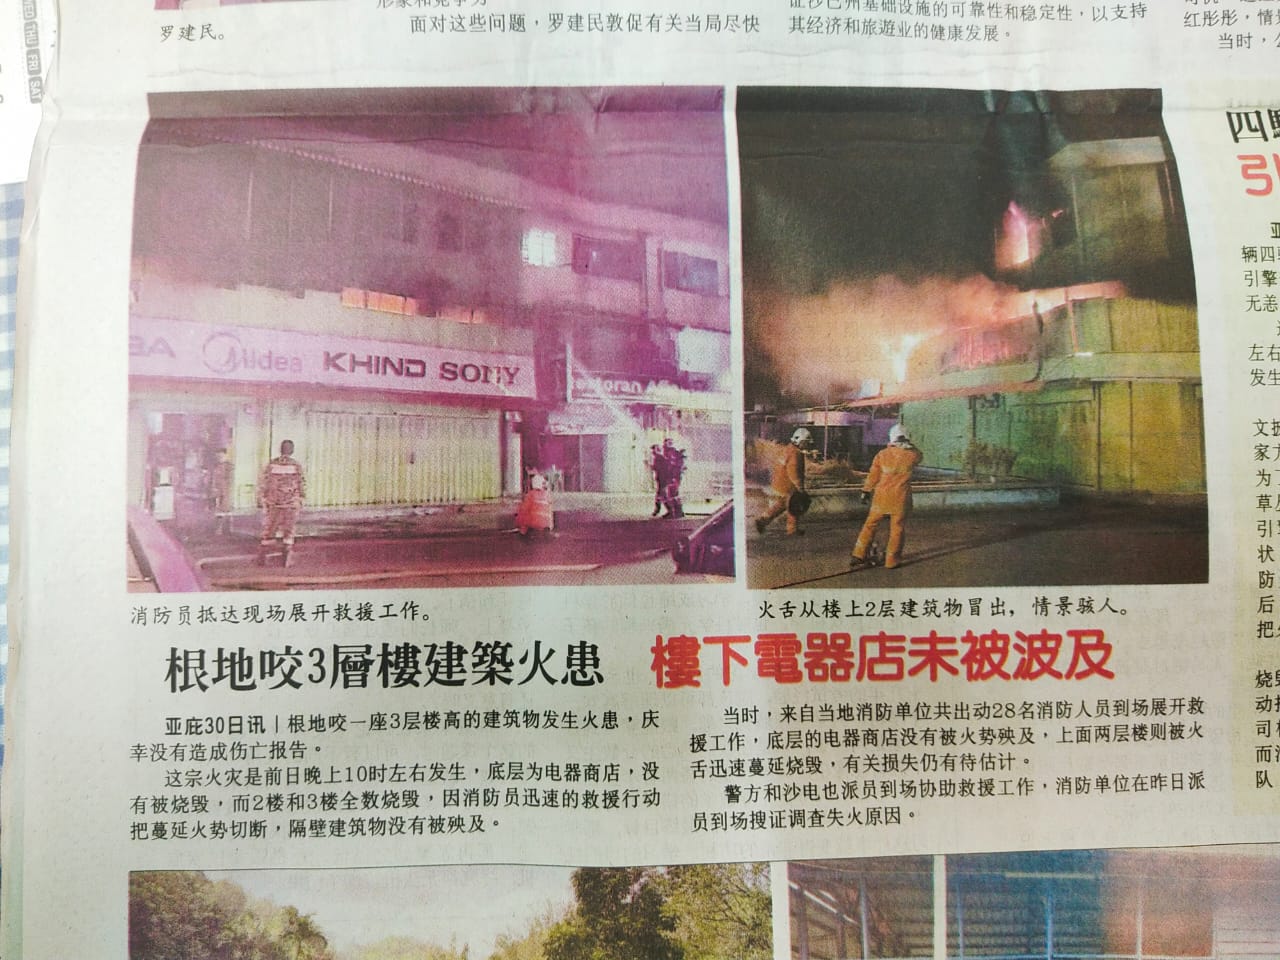 罗建民。
面对这些问题，罗建民敦促有关当局尽快
证沙巴州基础设施的可靠性和稳定性，以支持
其经济和旅遊业的健康发展。
红彤彤，情
当时，
FRI SAT
Midea KHIND SONY
消防员抵达现场展开救援工作。
火舌从楼上2层建筑物冒出，情景骇人。
根地咬3層樓建築火患
樓下電器店未被波及
亚庇30日讯｜根地咬一座3层楼高的建筑物发生火患，庆
幸没有造成伤亡报告。
这宗火灾是前日晚上10时左右发生，底层为电器商店，没
有被烧毁，而2楼和3楼全数烧毁，因消防员迅速的救援行动
把蔓延火势切断，隔壁建筑物没有被殃及。
当时，来自当地消防单位共出动28名消防人员到场展开救
援工作，底层的电器商店没有被火势殃及，上面两层楼则被火
舌迅速蔓延烧毁，有关损失仍有待估计。
警方和沙电也派员到场协助救援工作，消防单位在昨日派
员到场搜证调查失火原因。
四
引
辆四
引擎
无恙
左右
发生
家
为
草
引
状
防
后
把
烧毁
动
司
而
队